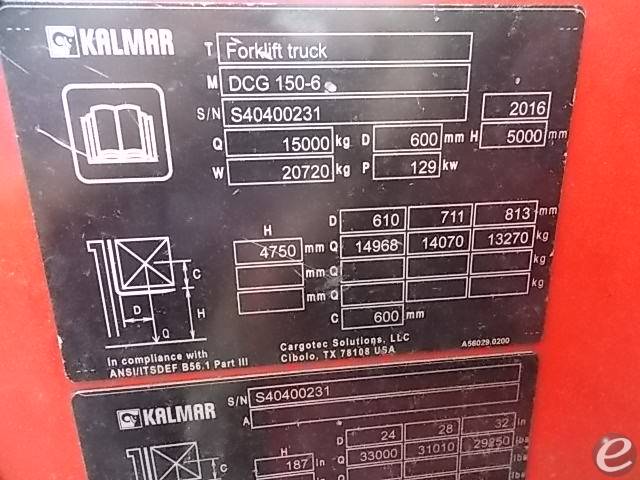 KALMAR
T Forklift truck
M DCG 150-6
S/N S40400231 2016
Q 15000 kg D 600 mm H 5000 mm
W 20720 kg P 129 kw
D 610 711 813 mm
H 4750 mm Q 14968 14070 13270 kg
mm Q kg
mm Q kg
C 600 mm
C
D H
Q
In compliance with
ANSI/ITSDEF B56.1 Part III
Cargotec Solutions, LLC
Cibolo, TX 78108 USA
A56029.0200
KALMAR
S/N S40400231
A
D 24 28 32 in
H 187 in Q 33000 31010 29250 lbs
C
e